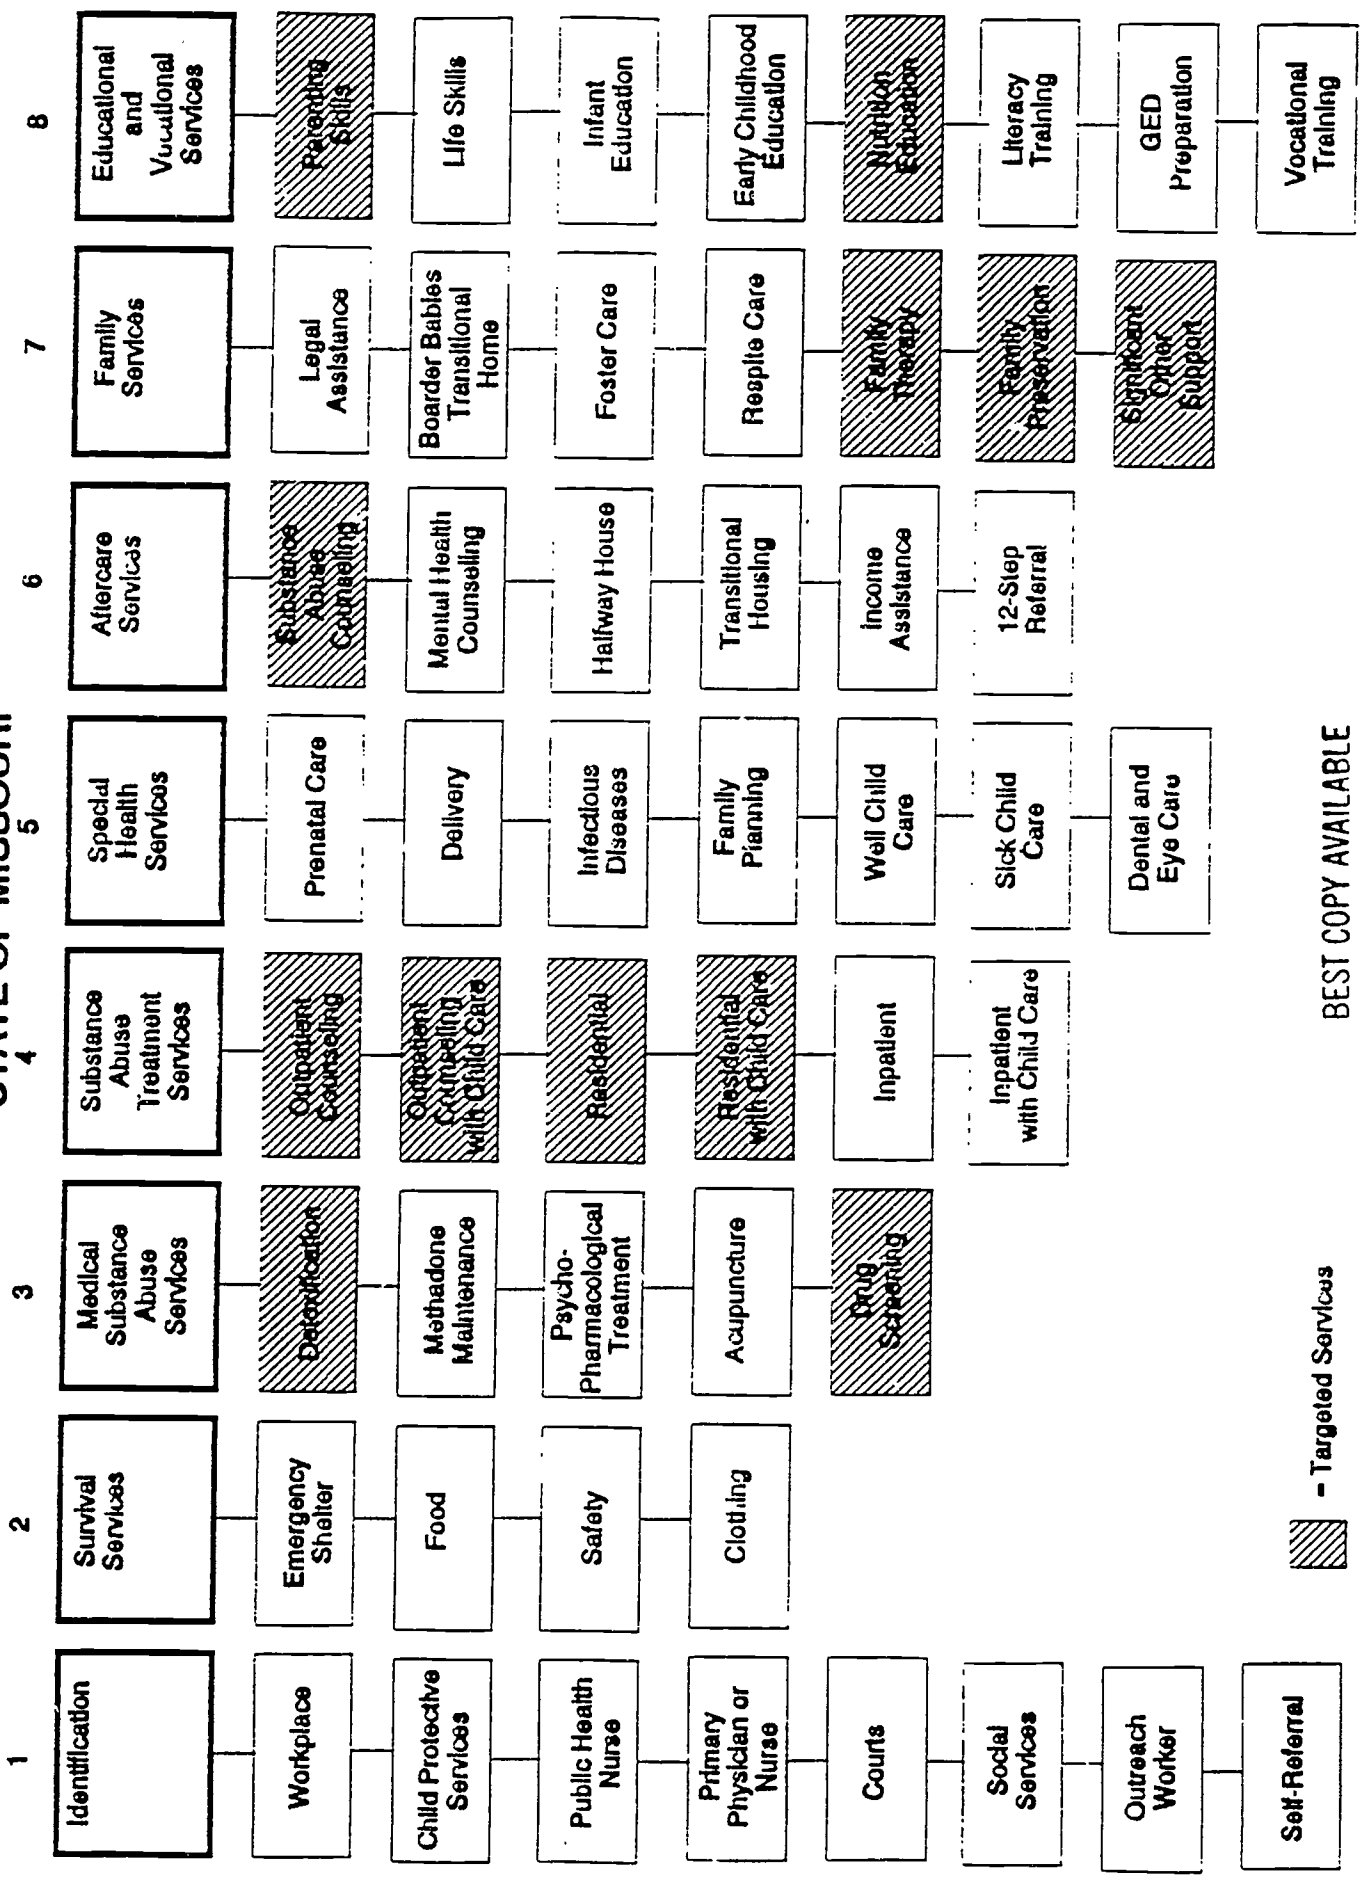 STATE OF MISSOURI
1
Identification
Workplace
Child Protective
Services
Public Health
Nurse
Primary
Physician or
Nurse
Courts
Social
Services
Outreach
Worker
Self-Referral
2
Survival
Services
Emergency
Shelter
Food
Safety
Clothing
3
Medical
Substance
Abuse
Services
Detoxification
Methadone
Maintenance
Psycho-
Pharmacological
Treatment
Acupuncture
Drug
Screening
4
Substance
Abuse
Treatment
Services
Outpatient
Counseling
Outpatient
Counseling
with Child Care
Residential
Residential
with Child Care
Inpatient
Inpatient
with Child Care
5
Special
Health
Services
Prenatal Care
Delivery
Infectious
Diseases
Family
Planning
Well Child
Care
Sick Child
Care
Dental and
Eye Care
6
Aftercare
Services
Substance
Abuse
Counseling
Mental Health
Counseling
Halfway House
Transitional
Housing
Income
Assistance
12-Step
Referral
7
Family
Services
Legal
Assistance
Boarder Babies
Transitional
Home
Foster Care
Respite Care
Family
Therapy
Family
Preservation
Significant
Other
Support
8
Educational
and
Vocational
Services
Parenting
Skills
Life Skills
Infant
Education
Early Childhood
Education
Nutrition
Education
Literacy
Training
GED
Preparation
Vocational
Training
- Targeted Services
BEST COPY AVAILABLE